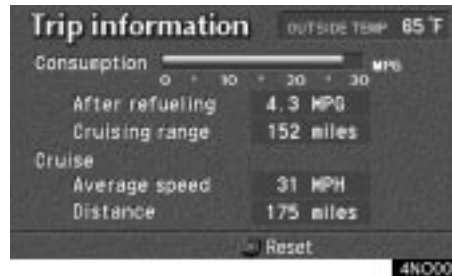 Trip information OUTSIDE TEMP 65°F
Consumption MPG
0 10 20 30
After refueling 4.3 MPG
Cruising range 152 miles
Cruise
Average speed 31 MPH
Distance 175 miles
Reset
4NO00